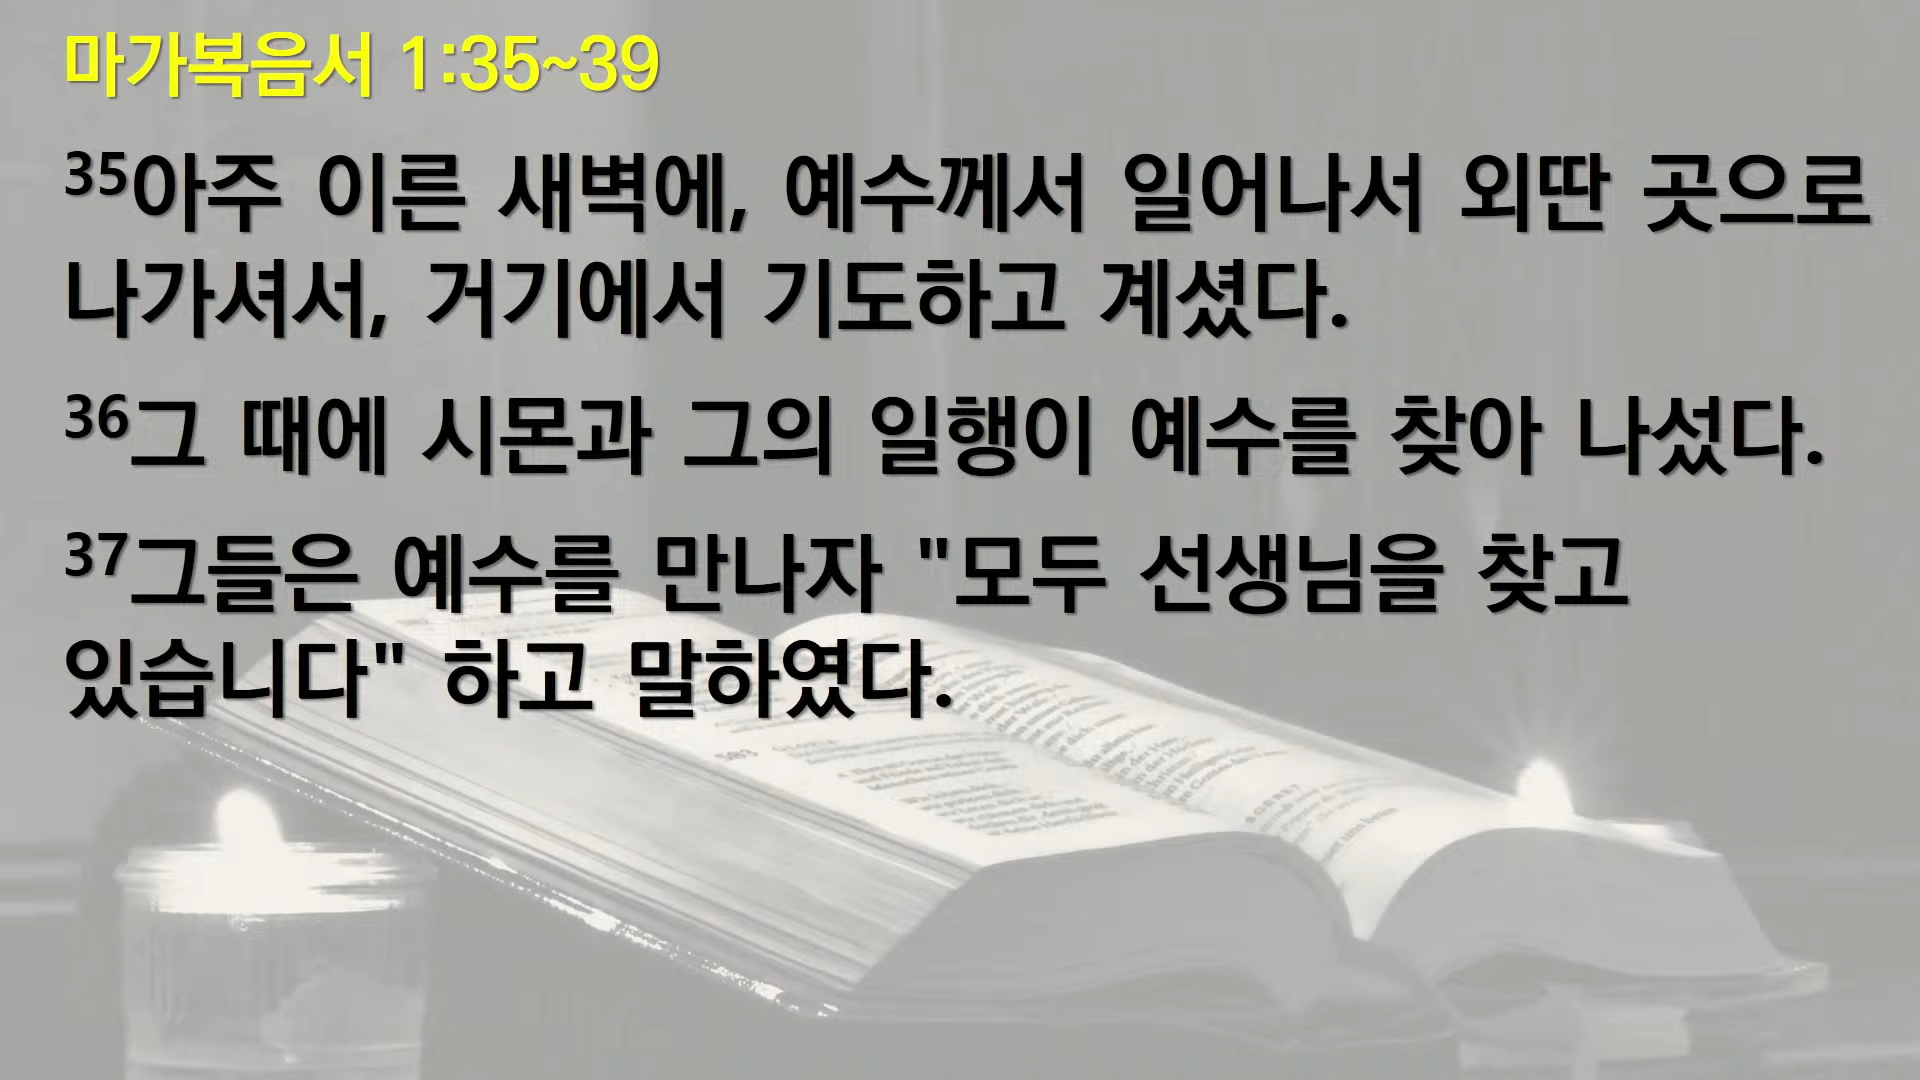 마가복음서 1:35~39
35아주 이른 새벽에, 예수께서 일어나서 외딴 곳으로
나가셔서, 거기에서 기도하고 계셨다.
36그 때에 시몬과 그의 일행이 예수를 찾아 나섰다.
37그들은 예수를 만나자 "모두 선생님을 찾고
있습니다" 하고 말하였다.